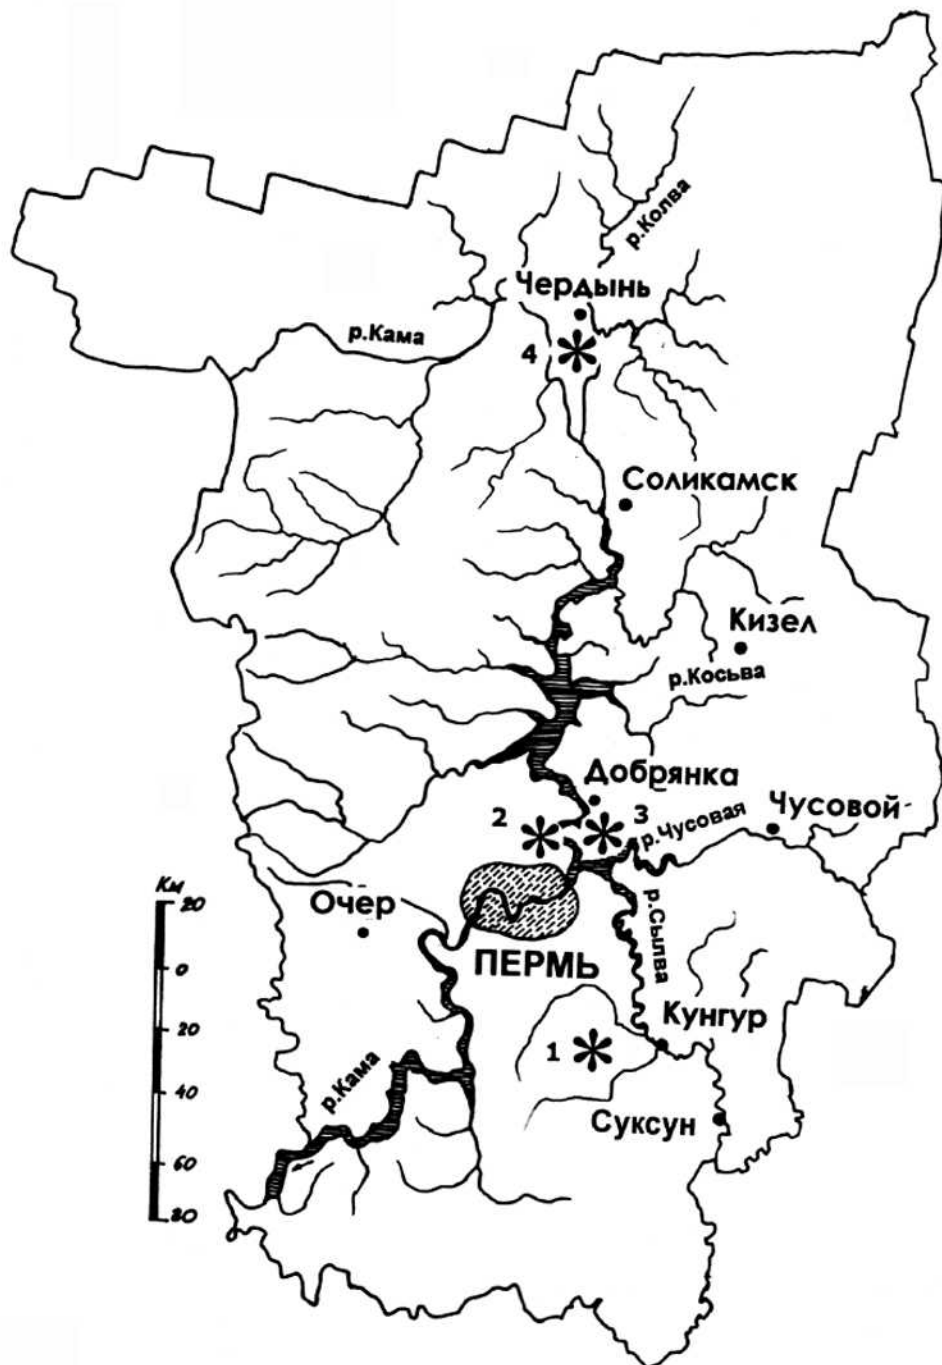 р.Колва
Чердынь
р.Кама
4
Соликамск
Кизел
р.Косьва
Добрянка
2
3
р.Чусовая
Чусовой
Км
20
0
20
40
60
80
Очер
ПЕРМЬ
р.Сылва
Кунгур
1
р.Кама
Суксун